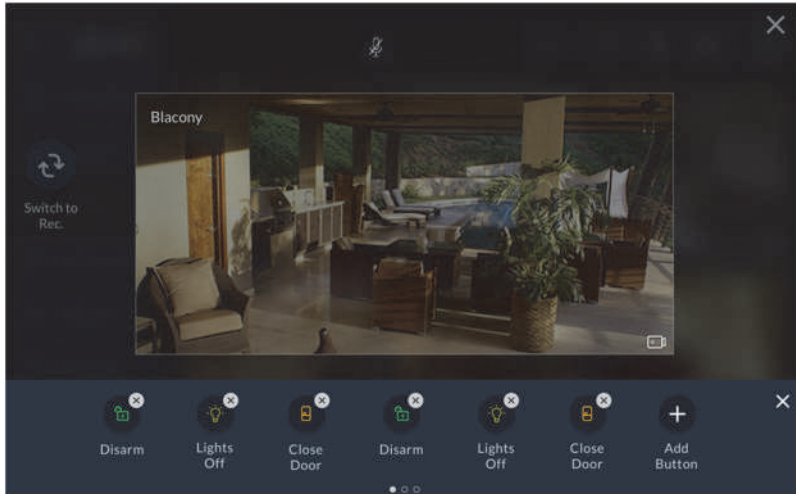 Blacony
Switch to
Rec.
Disarm
Lights
Off
Close
Door
Disarm
Lights
Off
Close
Door
Add
Button